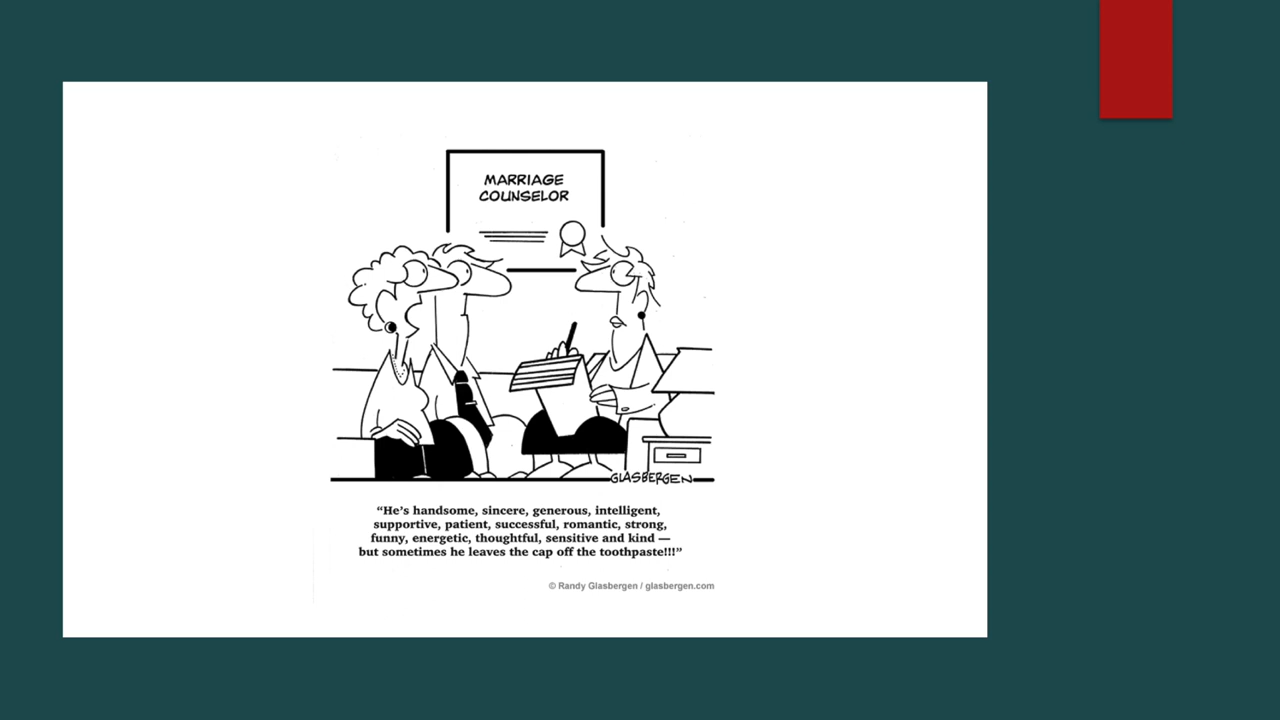 MARRIAGE
COUNSELOR
GLASBERGEN
“He’s handsome, sincere, generous, intelligent,
supportive, patient, successful, romantic, strong,
funny, energetic, thoughtful, sensitive and kind —
but sometimes he leaves the cap off the toothpaste!!!”
© Randy Glasbergen / glasbergen.com